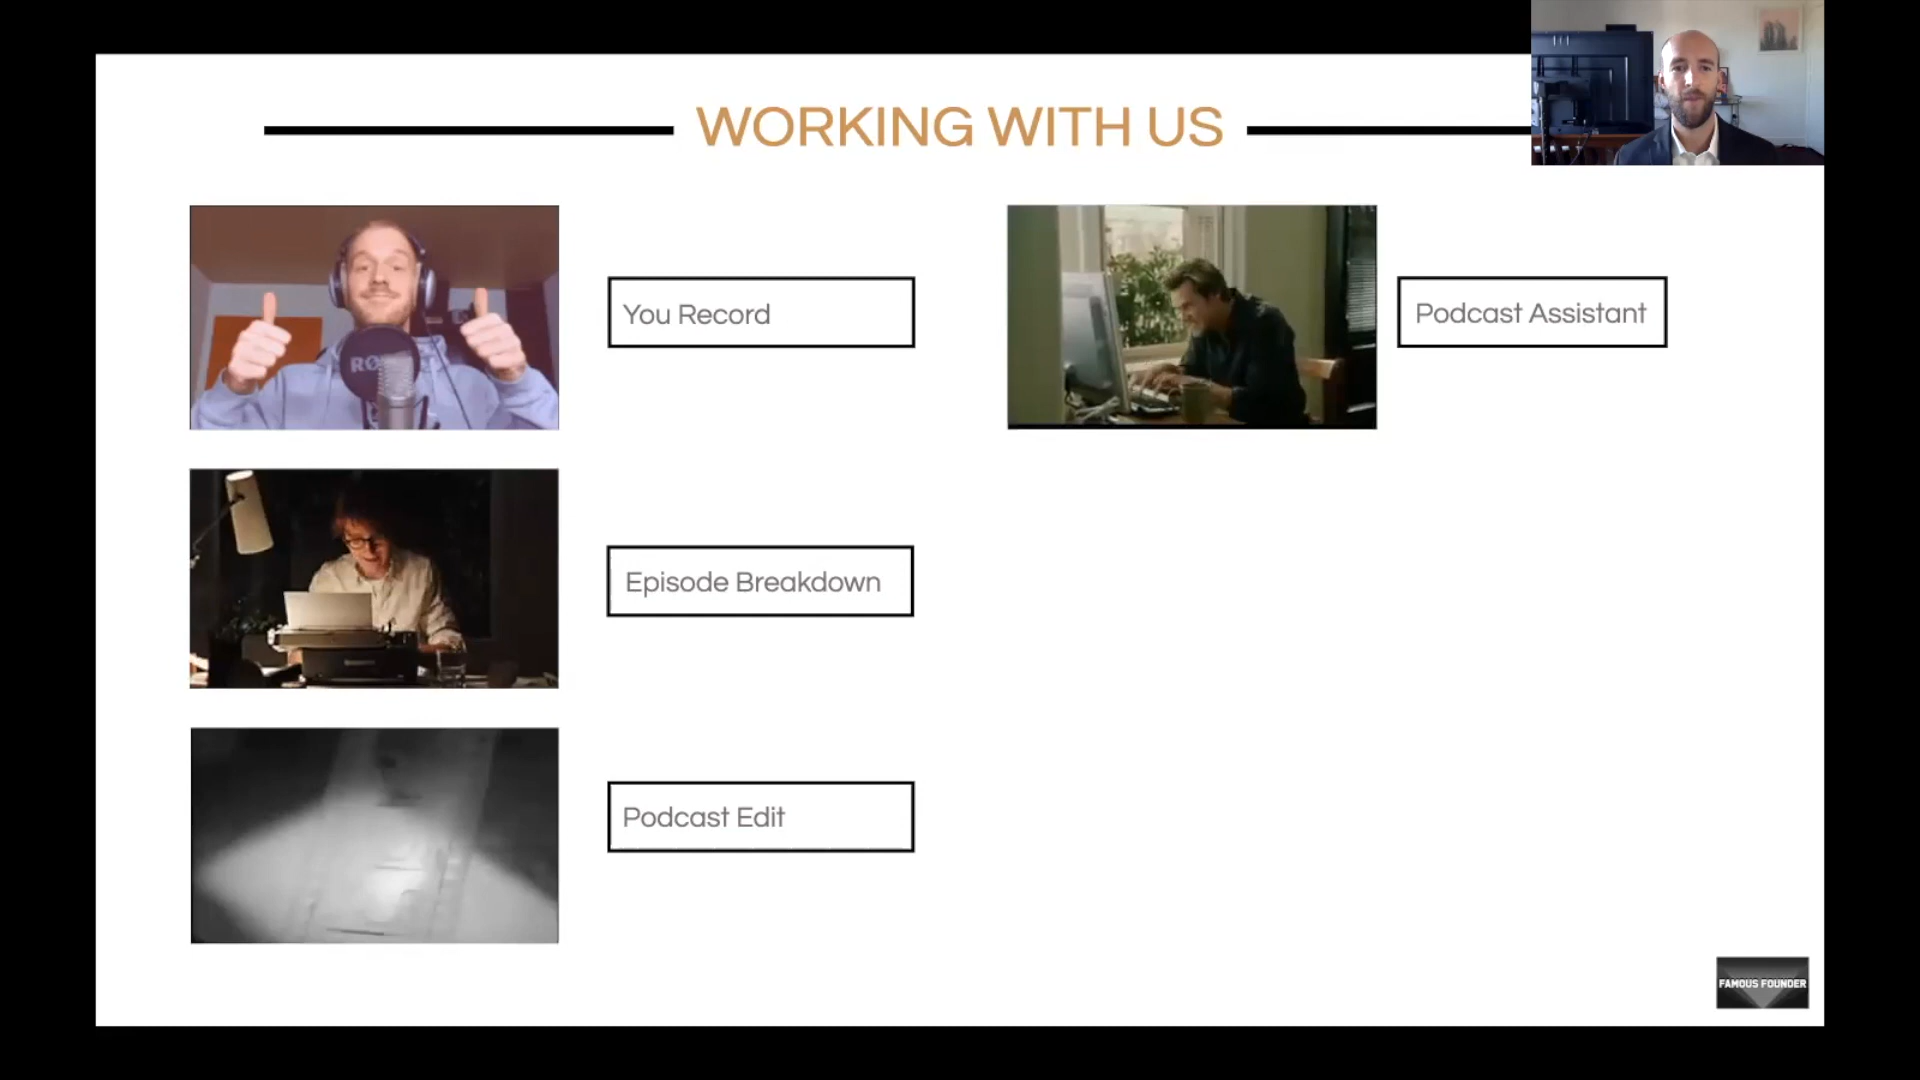 WORKING WITH US
You Record
Podcast Assistant
Episode Breakdown
Podcast Edit
FAMOUS FOUNDER